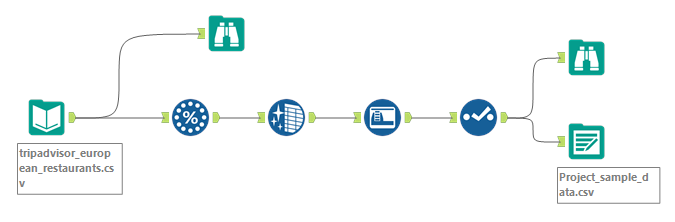 %
tripadvisor_europ
ean_restaurants.cs
v
Project_sample_d
ata.csv